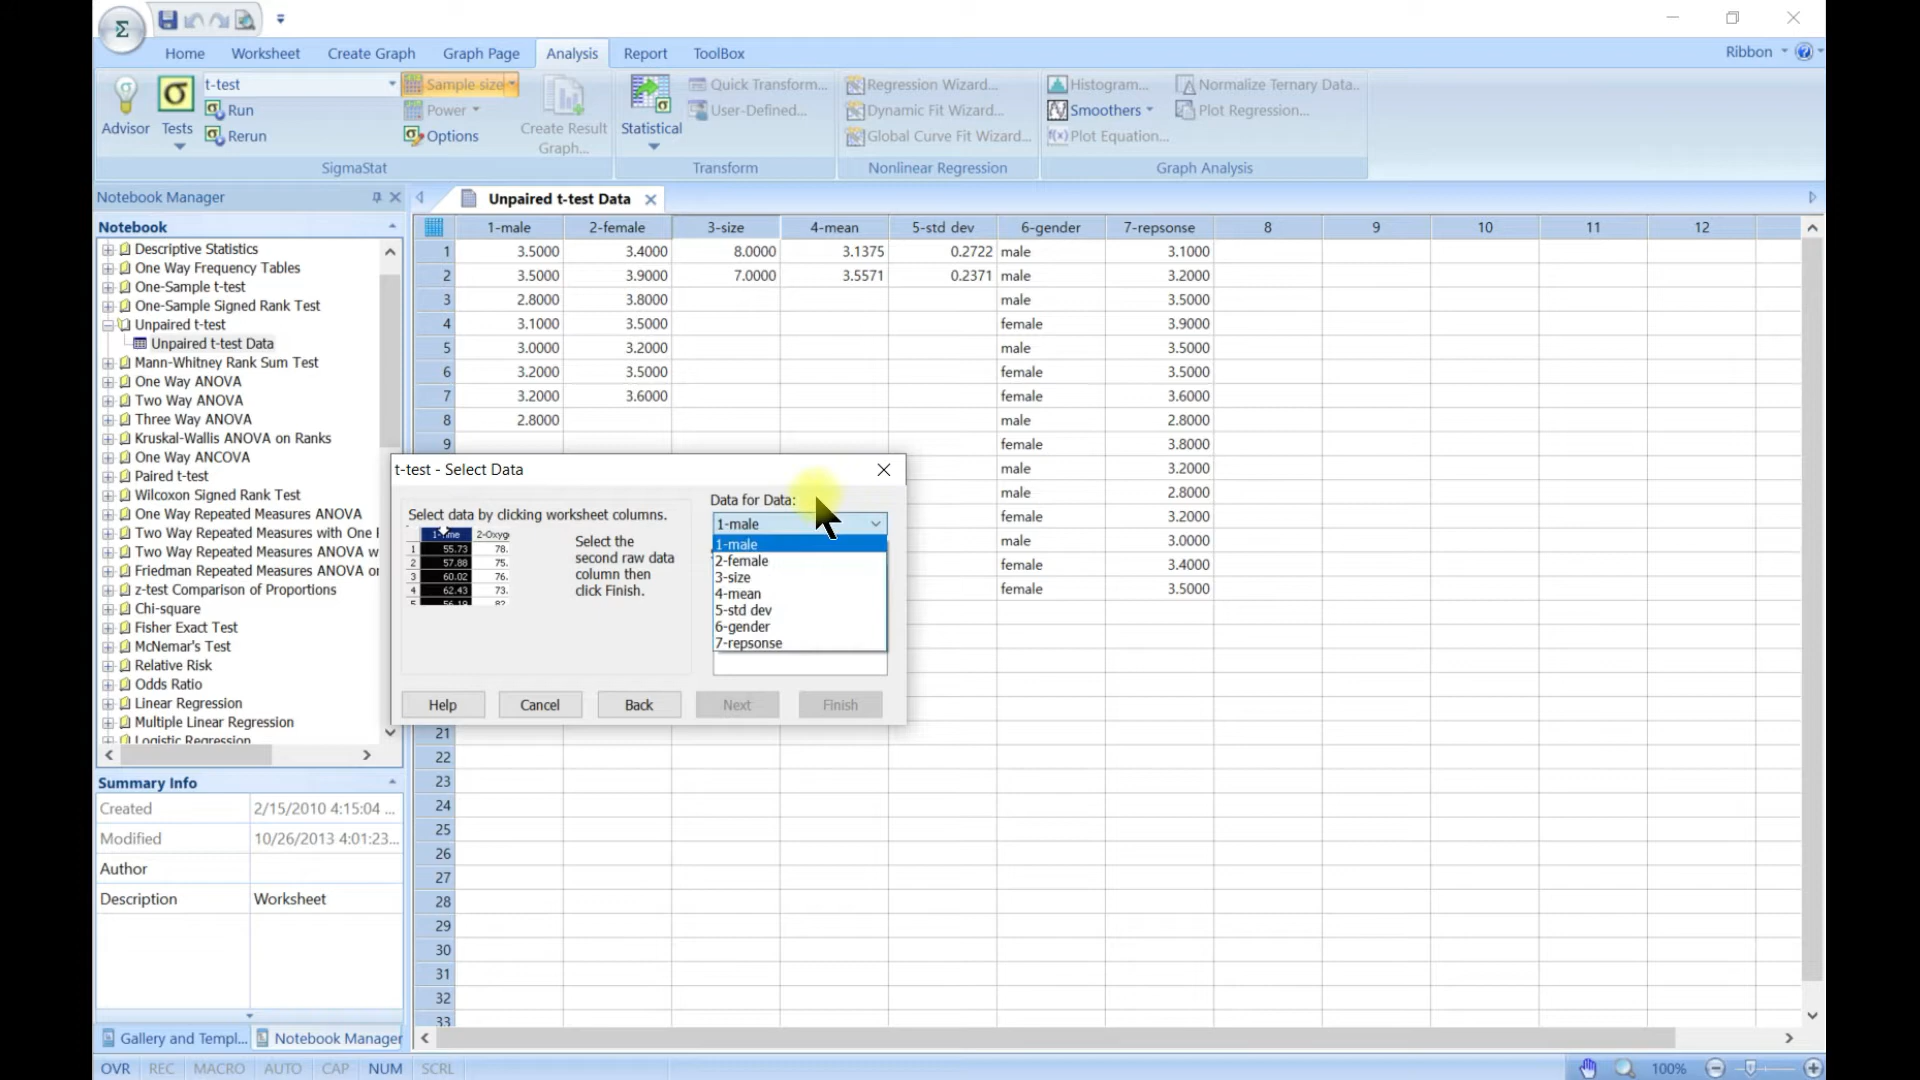 Home Worksheet Create Graph Graph Page Analysis Report ToolBox Ribbon
t-test Sample size Quick Transform... Regression Wizard... Histogram... Normalize Ternary Data...
Run Power User-Defined... Dynamic Fit Wizard... Smoothers Plot Regression...
Advisor Tests Create Result Statistical
Rerun Options Global Curve Fit Wizard... Plot Equation...
Graph...
SigmaStat Transform Nonlinear Regression Graph Analysis
Notebook Manager
Unpaired t-test Data
Notebook
Descriptive Statistics
One Way Frequency Tables
One-Sample t-test
One-Sample Signed Rank Test
Unpaired t-test
Unpaired t-test Data
Mann-Whitney Rank Sum Test
One Way ANOVA
Two Way ANOVA
Three Way ANOVA
Kruskal-Wallis ANOVA on Ranks
One Way ANCOVA
Paired t-test
Wilcoxon Signed Rank Test
One Way Repeated Measures ANOVA
Two Way Repeated Measures with One
Two Way Repeated Measures ANOVA w
Friedman Repeated Measures ANOVA
z-test Comparison of Proportions
Chi-square
Fisher Exact Test
McNemar's Test
Relative Risk
Odds Ratio
Linear Regression
Multiple Linear Regression
Logistic Regression
Summary Info
Created 2/15/2010 4:15:04 ...
Modified 10/26/2013 4:01:23...
Author
Description Worksheet
Gallery and Templ... Notebook Manager
1-male 2-female 3-size 4-mean 5-std dev 6-gender 7-repsonse 8 9 10 11 12
1 3.5000 3.4000 8.0000 3.1375 0.2722 male 3.1000
2 3.5000 3.9000 7.0000 3.5571 0.2371 male 3.2000
3 2.8000 3.8000 male 3.5000
4 3.1000 3.5000 female 3.9000
5 3.0000 3.2000 male 3.5000
6 3.2000 3.5000 female 3.5000
7 3.2000 3.6000 female 3.6000
8 2.8000 male 2.8000
9 female 3.8000
male 3.2000
male 2.8000
female 3.2000
male 3.0000
female 3.4000
female 3.5000
t-test - Select Data
Select data by clicking worksheet columns.
2-Oxyg
1 55.73 78.
2 57.88 75.
3 60.02 76.
4 62.43 73.
Select the
second raw data
column then
click Finish.
Data for Data:
1-male
1-male
2-female
3-size
4-mean
5-std dev
6-gender
7-repsonse
Help Cancel Back Next Finish
21
22
23
24
25
26
27
28
29
30
31
32
33
OVR REC MACRO AUTO CAP NUM SCRL 100%